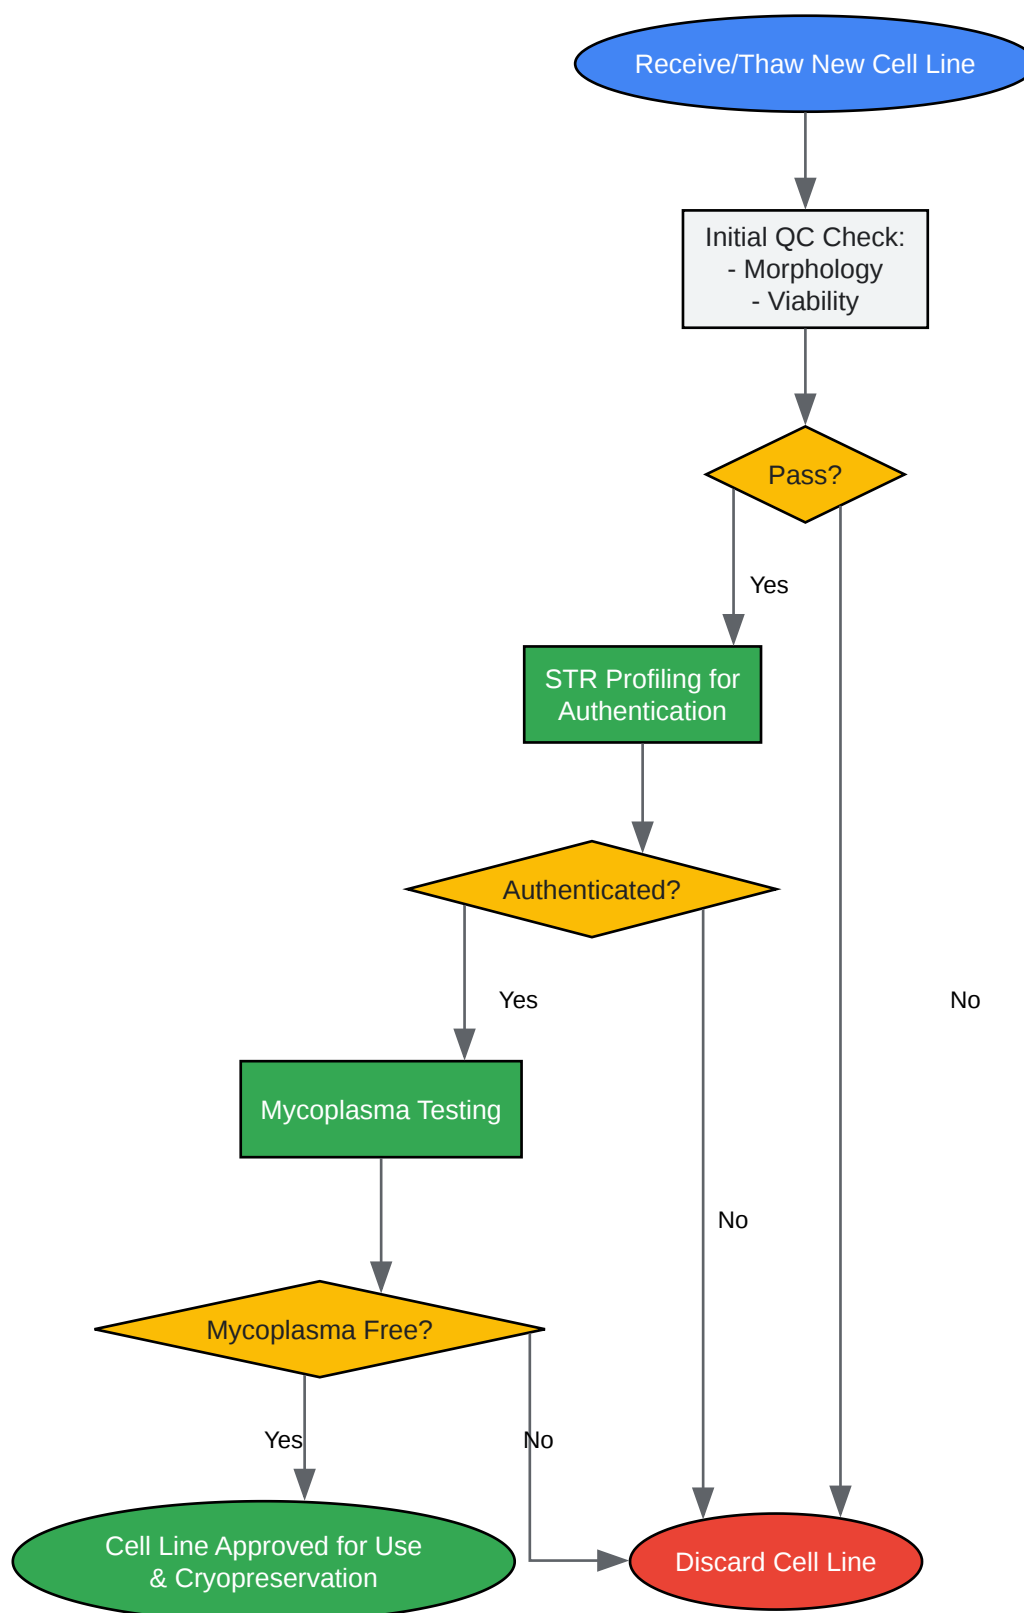 Receive/Thaw New Cell Line
Initial QC Check:
- Morphology
- Viability
Pass?
Yes
STR Profiling for
Authentication
Authenticated?
Yes
No
Mycoplasma Testing
No
Mycoplasma Free?
Yes
No
Cell Line Approved for Use
& Cryopreservation
Discard Cell Line